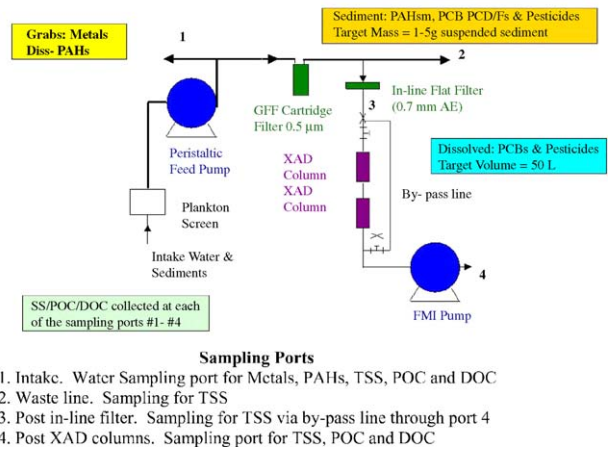 Grabs: Metals
Diss- PAHs
1
Sediment: PAHsm, PCB PCD/Fs & Pesticides
Target Mass = 1-5g suspended sediment
2
GFF Cartridge
Filter 0.5 µm
In-line Flat Filter
(0.7 mm AE)
3
Peristaltic
Feed Pump
XAD
Column
XAD
Column
Dissolved: PCBs & Pesticides
Target Volume = 50 L
By- pass line
Plankton
Screen
Intake Water &
Sediments
4
FMI Pump
SS/POC/DOC collected at each
of the sampling ports #1- #4
Sampling Ports
1. Intake. Water Sampling port for Metals, PAHs, TSS, POC and DOC
2. Waste line. Sampling for TSS
3. Post in-line filter. Sampling for TSS via by-pass line through port 4
4. Post XAD columns. Sampling port for TSS, POC and DOC